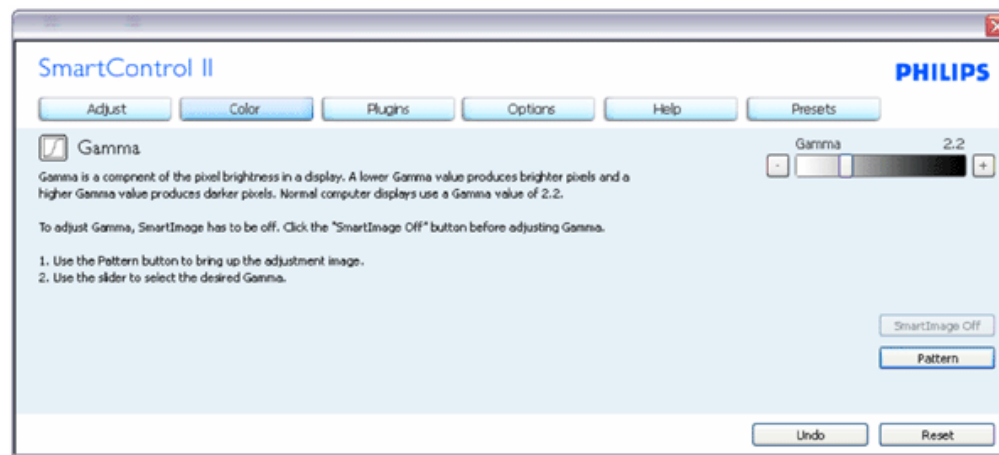 SmartControl II
PHILIPS
Adjust
Color
Plugins
Options
Help
Presets
Gamma
Gamma 2.2
- +
Gamma is a compnent of the pixel brightness in a display. A lower Gamma value produces brighter pixels and a
higher Gamma value produces darker pixels. Normal computer displays use a Gamma value of 2.2.
To adjust Gamma, SmartImage has to be off. Click the "SmartImage Off" button before adjusting Gamma.
1. Use the Pattern button to bring up the adjustment image.
2. Use the slider to select the desired Gamma.
SmartImage Off
Pattern
Undo
Reset